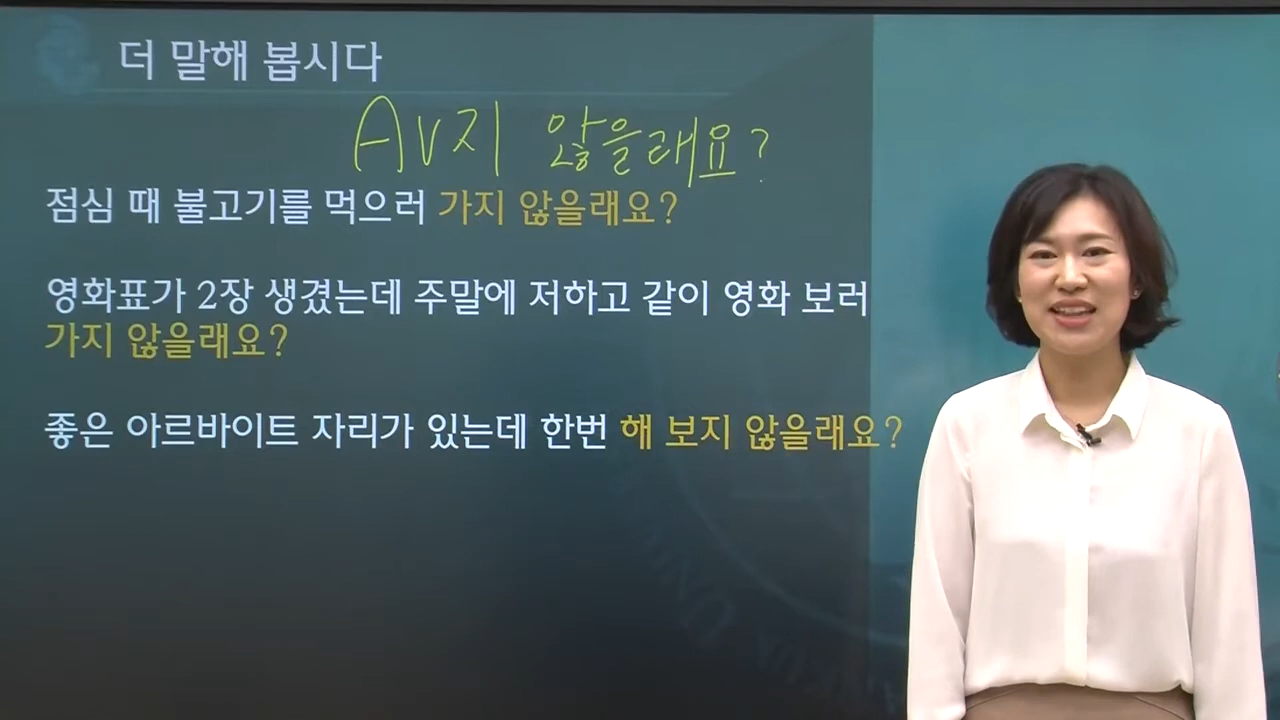 더 말해 봅시다
AV지 않을래요?
점심 때 불고기를 먹으러 가지 않을래요?
영화표가 2장 생겼는데 주말에 저하고 같이 영화 보러
가지 않을래요?
좋은 아르바이트 자리가 있는데 한번 해 보지 않을래요?